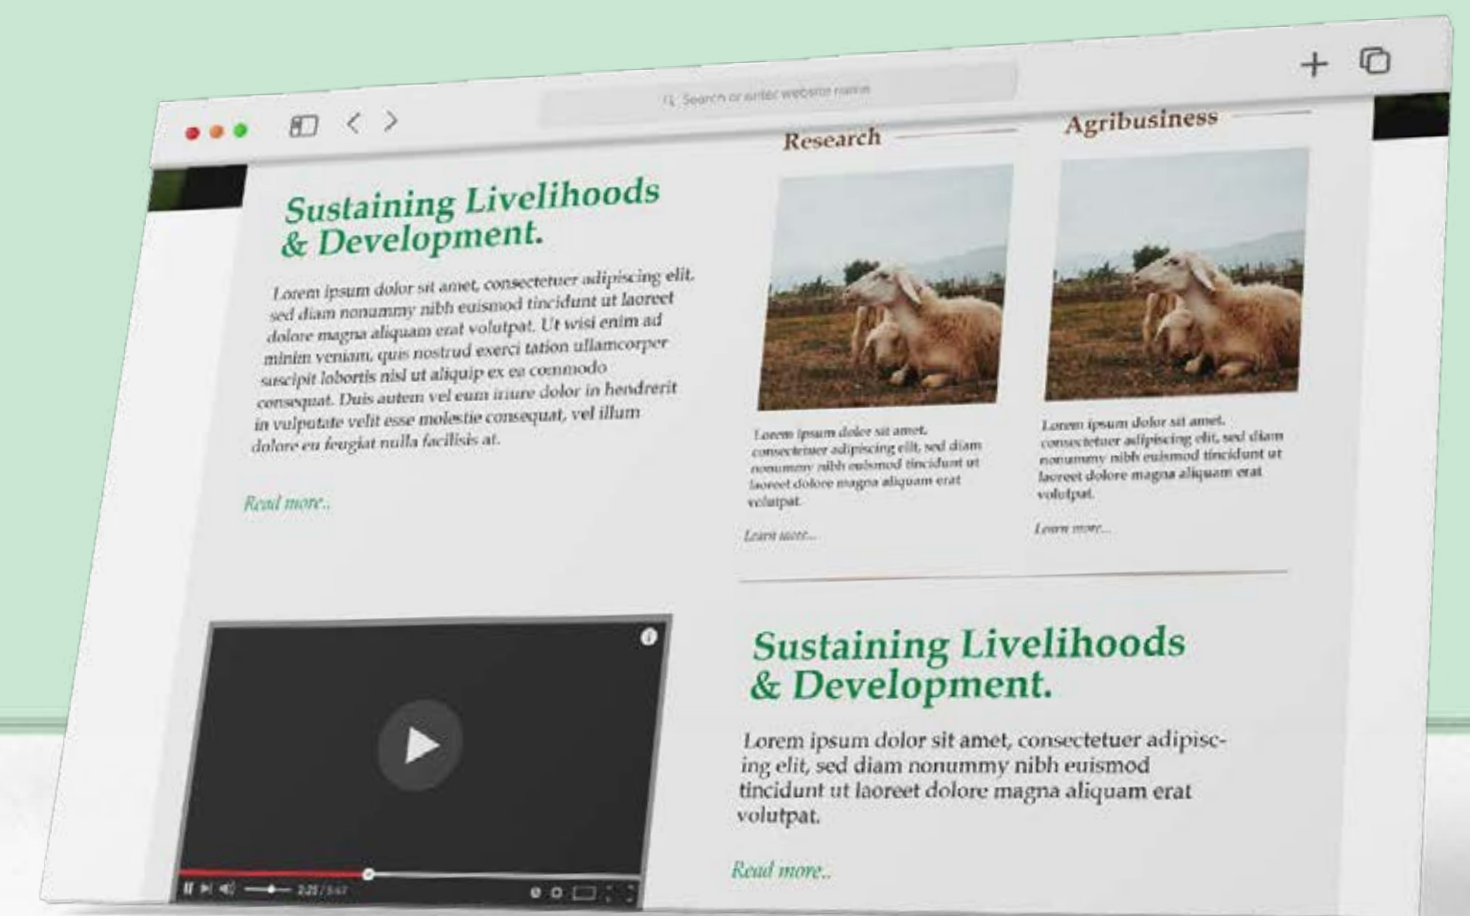 Search or enter website name
Sustaining Livelihoods
& Development.
Lorem ipsum dolor sit amet, consectetuer adipiscing elit,
sed diam nonummy nibh euismod tincidunt ut laoreet
dolore magna aliquam erat volutpat. Ut wisi enim ad
minim veniam, quis nostrud exerci tation ullamcorper
suscipit lobortis nisl ut aliquip ex ea commodo
consequat. Duis autem vel eum iriure dolor in hendrerit
in vulputate velit esse molestie consequat, vel illum
dolore eu feugiat nulla facilisis at.
Read more..
Research
Lorem ipsum dolor sit amet,
consectetuer adipiscing elit, sed diam
nonummy nibh euismod tincidunt ut
laoreet dolore magna aliquam erat
volutpat.
Learn more...
Agribusiness
Lorem ipsum dolor sit amet,
consectetuer adipiscing elit, sed diam
nonummy nibh euismod tincidunt ut
laoreet dolore magna aliquam erat
volutpat.
Learn more...
2:25 /
Sustaining Livelihoods
& Development.
Lorem ipsum dolor sit amet, consectetuer adipisc-
ing elit, sed diam nonummy nibh euismod
tincidunt ut laoreet dolore magna aliquam erat
volutpat.
Read more..